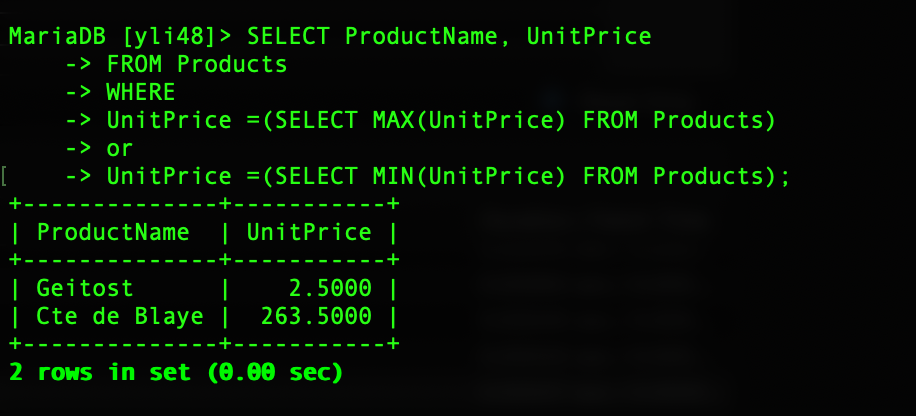 MariaDB [yli48]> SELECT ProductName, UnitPrice
    -> FROM Products
    -> WHERE
    -> UnitPrice =(SELECT MAX(UnitPrice) FROM Products)
    -> or
[    -> UnitPrice =(SELECT MIN(UnitPrice) FROM Products);
+--------------+-----------+
| ProductName  | UnitPrice |
+--------------+-----------+
| Geitost      |    2.5000 |
| Cte de Blaye |  263.5000 |
+--------------+-----------+
2 rows in set (0.00 sec)